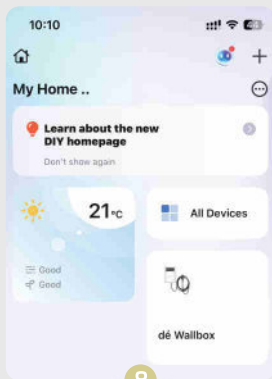 10:10
44
My Home ..
Learn about the new
DIY homepage
Don't show again
21°C
All Devices
Good
Good
dé Wallbox